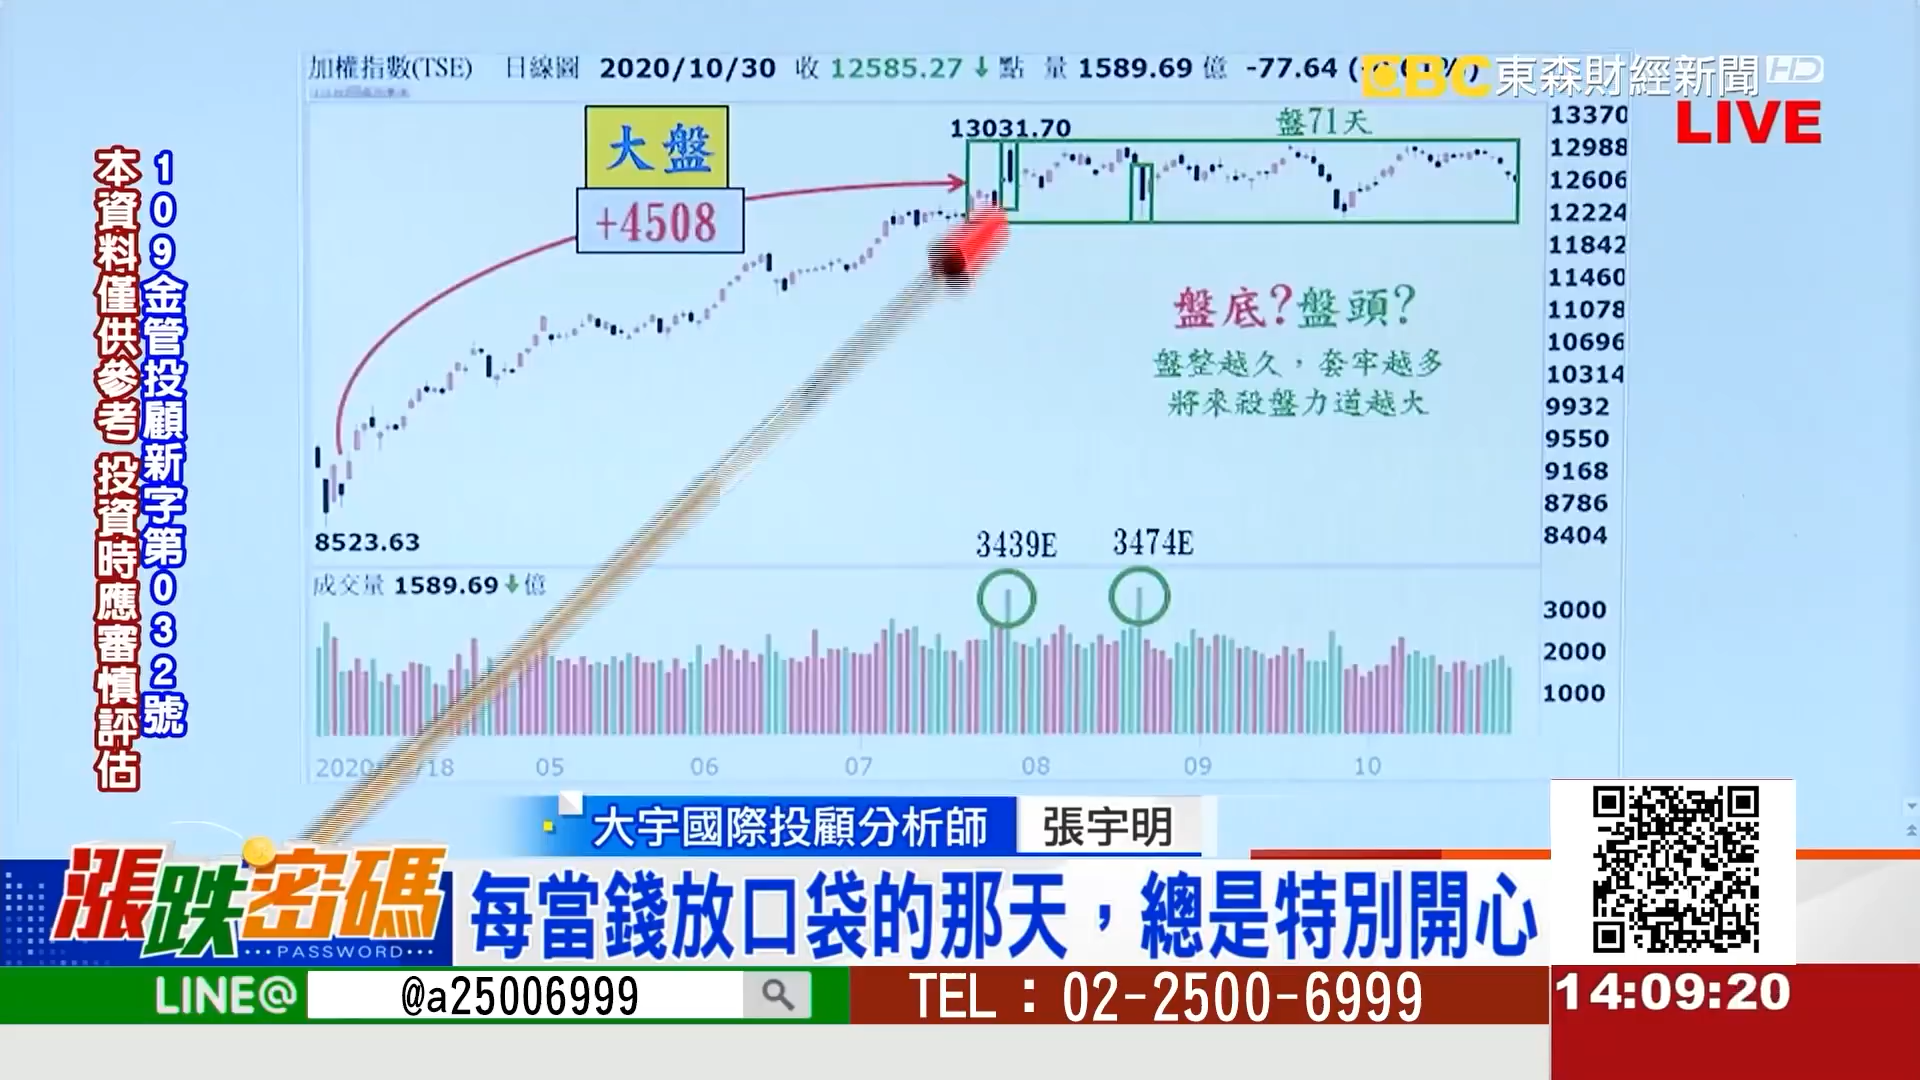 加權指數(TSE) 日線圖 2020/10/30 收 12585.27↓點 量 1589.69 億 -77.64
EBC 東森財經新聞 HD
LIVE
本資料僅供參考 投資時應審慎評估
109金管投顧新字第032號
大盤
+4508
13031.70
盤71天
盤底?盤頭?
盤整越久，套牢越多
將來殺盤力道越大
8523.63
3439E
3474E
成交量 1589.69↓億
13370
12988
12606
12224
11842
11460
11078
10696
10314
9932
9550
9168
8786
8404
3000
2000
1000
05
06
07
08
09
10
大宇國際投顧分析師 張宇明
漲跌密碼
PASSWORD
每當錢放口袋的那天，總是特別開心
LINE@ @a25006999
TEL：02-2500-6999
14:09:20